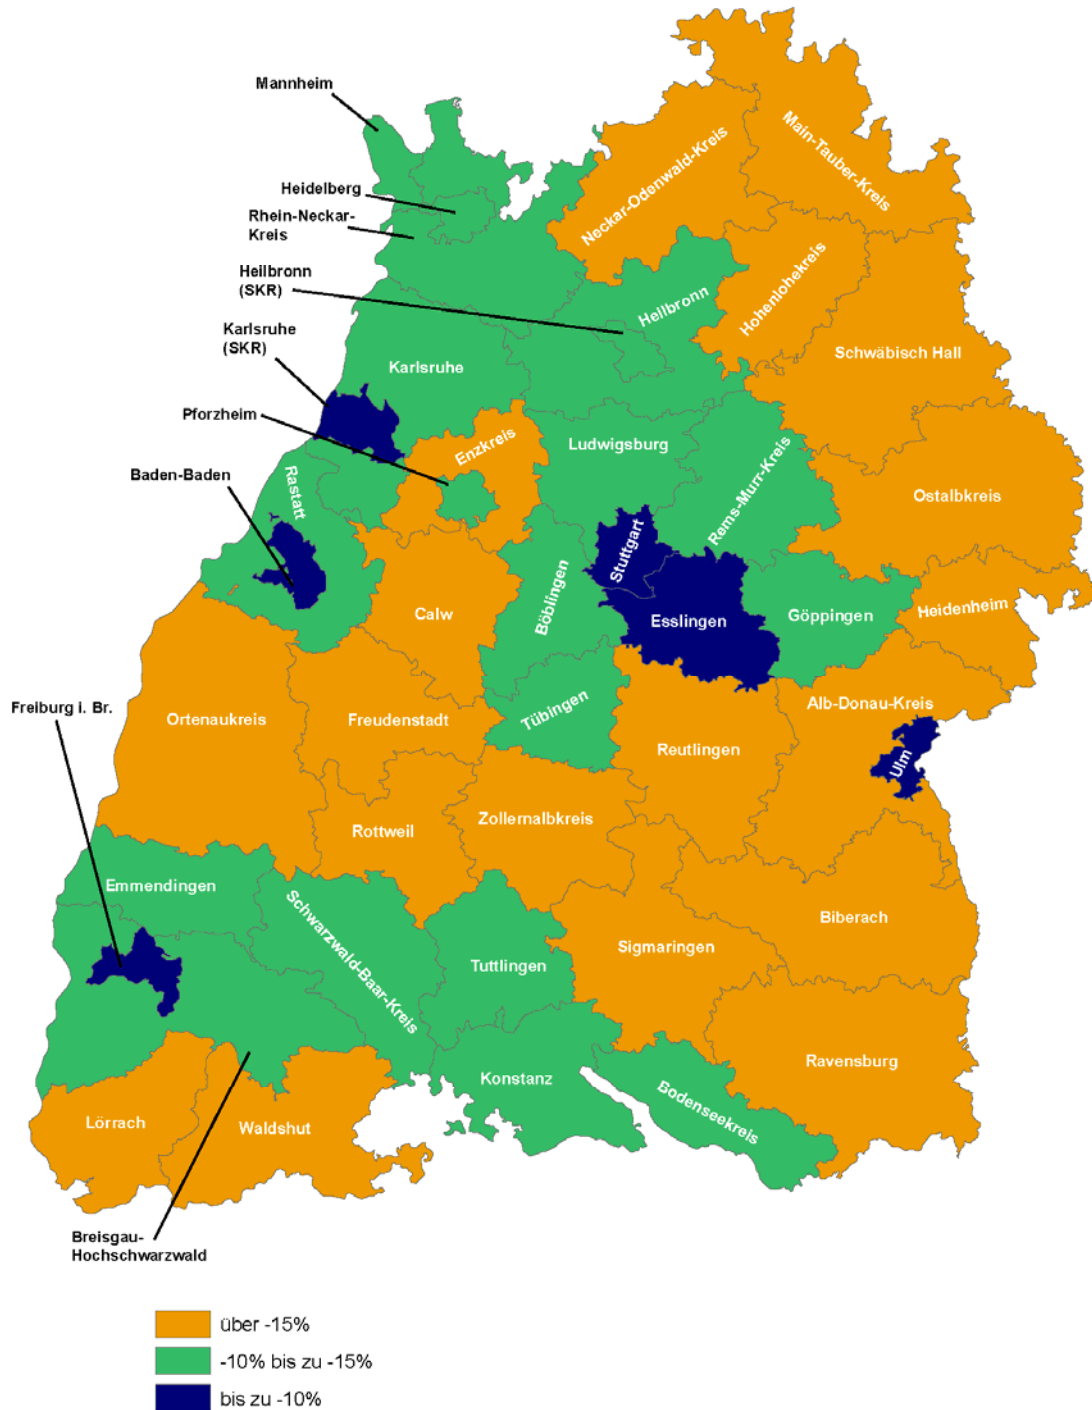 Mannheim
Main-Tauber-Kreis
Neckar-Odenwald-Kreis
Heidelberg
Rhein-Neckar-
Kreis
Heilbronn
(SKR)
Hohenlohekreis
Heilbronn
Karlsruhe
(SKR)
Schwäbisch Hall
Karlsruhe
Pforzheim
Enzkreis
Ludwigsburg
Rems-Murr-Kreis
Baden-Baden
Rastatt
Ostalbkreis
Stuttgart
Böblingen
Calw
Esslingen
Göppingen
Heidenheim
Freiburg i. Br.
Ortenaukreis
Freudenstadt
Tübingen
Alb-Donau-Kreis
Reutlingen
Ulm
Rottweil
Zollernalbkreis
Emmendingen
Schwarzwald-Baar-Kreis
Biberach
Sigmaringen
Tuttlingen
Ravensburg
Konstanz
Bodenseekreis
Lörrach
Waldshut
Breisgau-
Hochschwarzwald
über -15%
-10% bis zu -15%
bis zu -10%